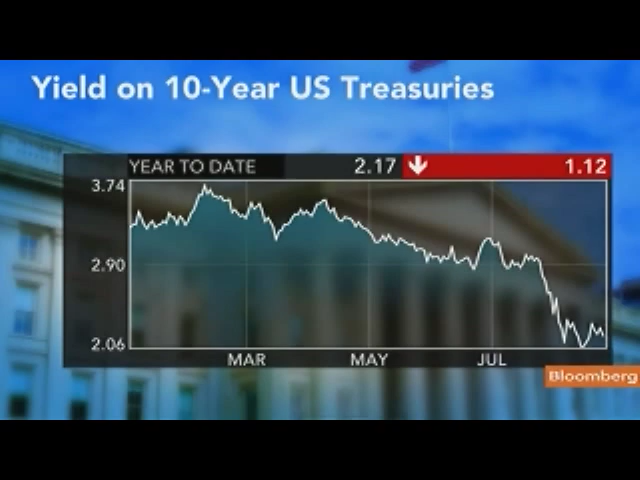 Yield on 10-Year US Treasuries
YEAR TO DATE 2.17 1.12
3.74
2.90
2.06
MAR MAY JUL
Bloomberg